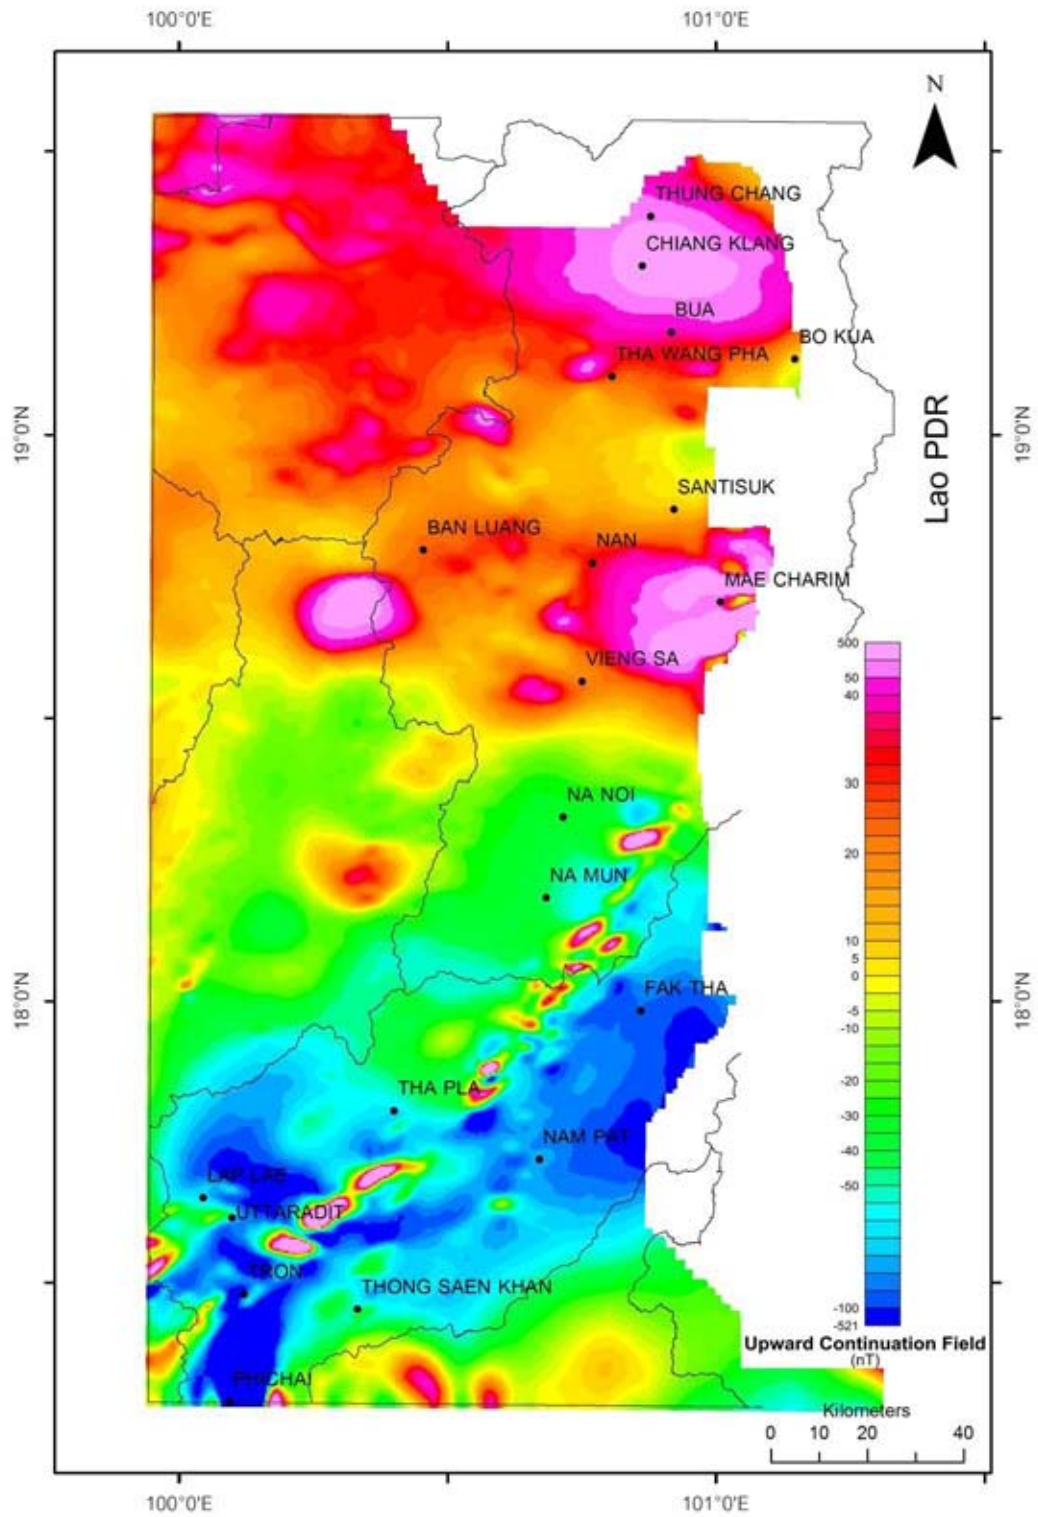 100°0'E
101°0'E
N
THUNG CHANG
CHIANG KLANG
BUA
BO KUA
THA WANG PHA
19°0'N
19°0'N
Lao PDR
SANTISUK
BAN LUANG
NAN
MAE CHARIM
500
VIENG SA
50
40
30
NA NOI
20
NA MUN
10
5
0
FAK THA
18°0'N
18°0'N
-5
-10
THA PLA
-20
-30
NAM PAT
-40
LAP LAE
-50
UTTARADIT
TRON
THONG SAEN KHAN
-100
-521
Upward Continuation Field
(nT)
PHICHAI
Kilometers
0 10 20 40
100°0'E
101°0'E